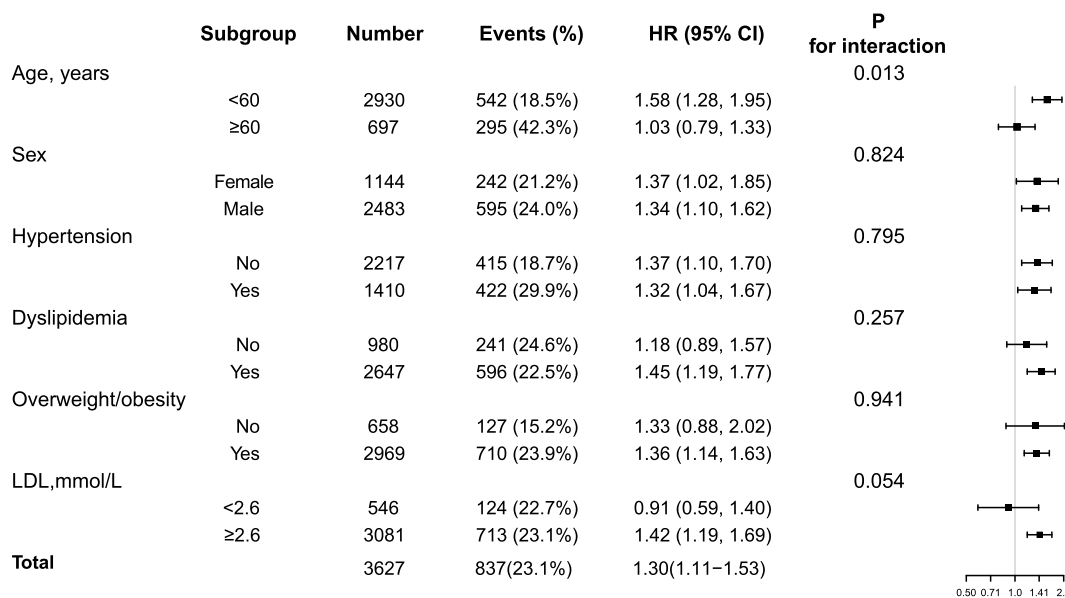 Subgroup Number Events (%) HR (95% CI) P for interaction
Age, years 0.013
<60 2930 542 (18.5%) 1.58 (1.28, 1.95)
≥60 697 295 (42.3%) 1.03 (0.79, 1.33)
Sex 0.824
Female 1144 242 (21.2%) 1.37 (1.02, 1.85)
Male 2483 595 (24.0%) 1.34 (1.10, 1.62)
Hypertension 0.795
No 2217 415 (18.7%) 1.37 (1.10, 1.70)
Yes 1410 422 (29.9%) 1.32 (1.04, 1.67)
Dyslipidemia 0.257
No 980 241 (24.6%) 1.18 (0.89, 1.57)
Yes 2647 596 (22.5%) 1.45 (1.19, 1.77)
Overweight/obesity 0.941
No 658 127 (15.2%) 1.33 (0.88, 2.02)
Yes 2969 710 (23.9%) 1.36 (1.14, 1.63)
LDL,mmol/L 0.054
<2.6 546 124 (22.7%) 0.91 (0.59, 1.40)
≥2.6 3081 713 (23.1%) 1.42 (1.19, 1.69)
Total 3627 837(23.1%) 1.30(1.11−1.53)
0.50 0.71 1.0 1.41 2.